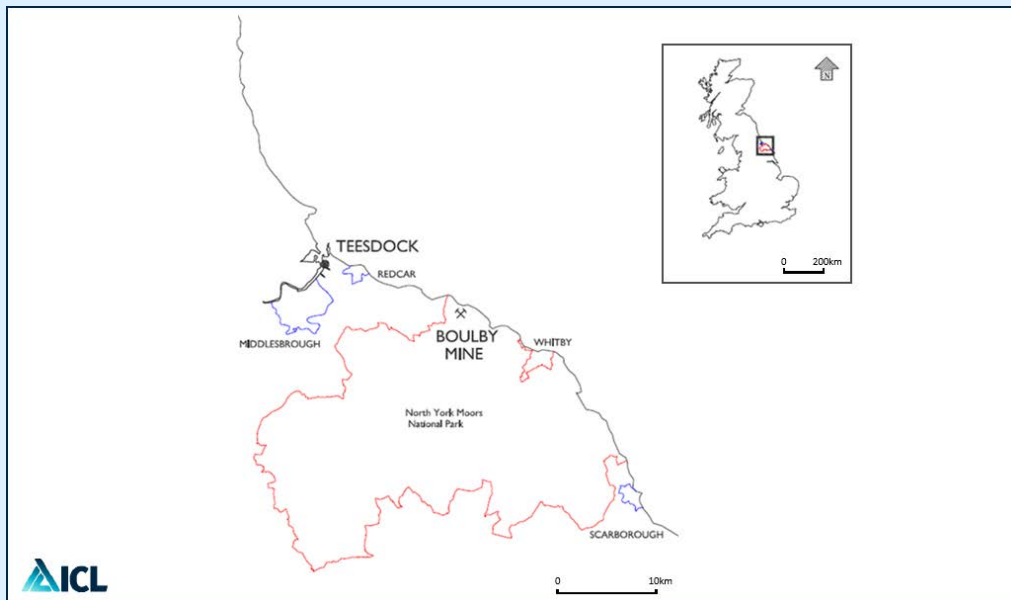 N
0 200km
TEESDOCK
REDCAR
MIDDLESBROUGH
BOULBY
MINE
WHITBY
North York Moors
National Park
SCARBOROUGH
0 10km
ICL